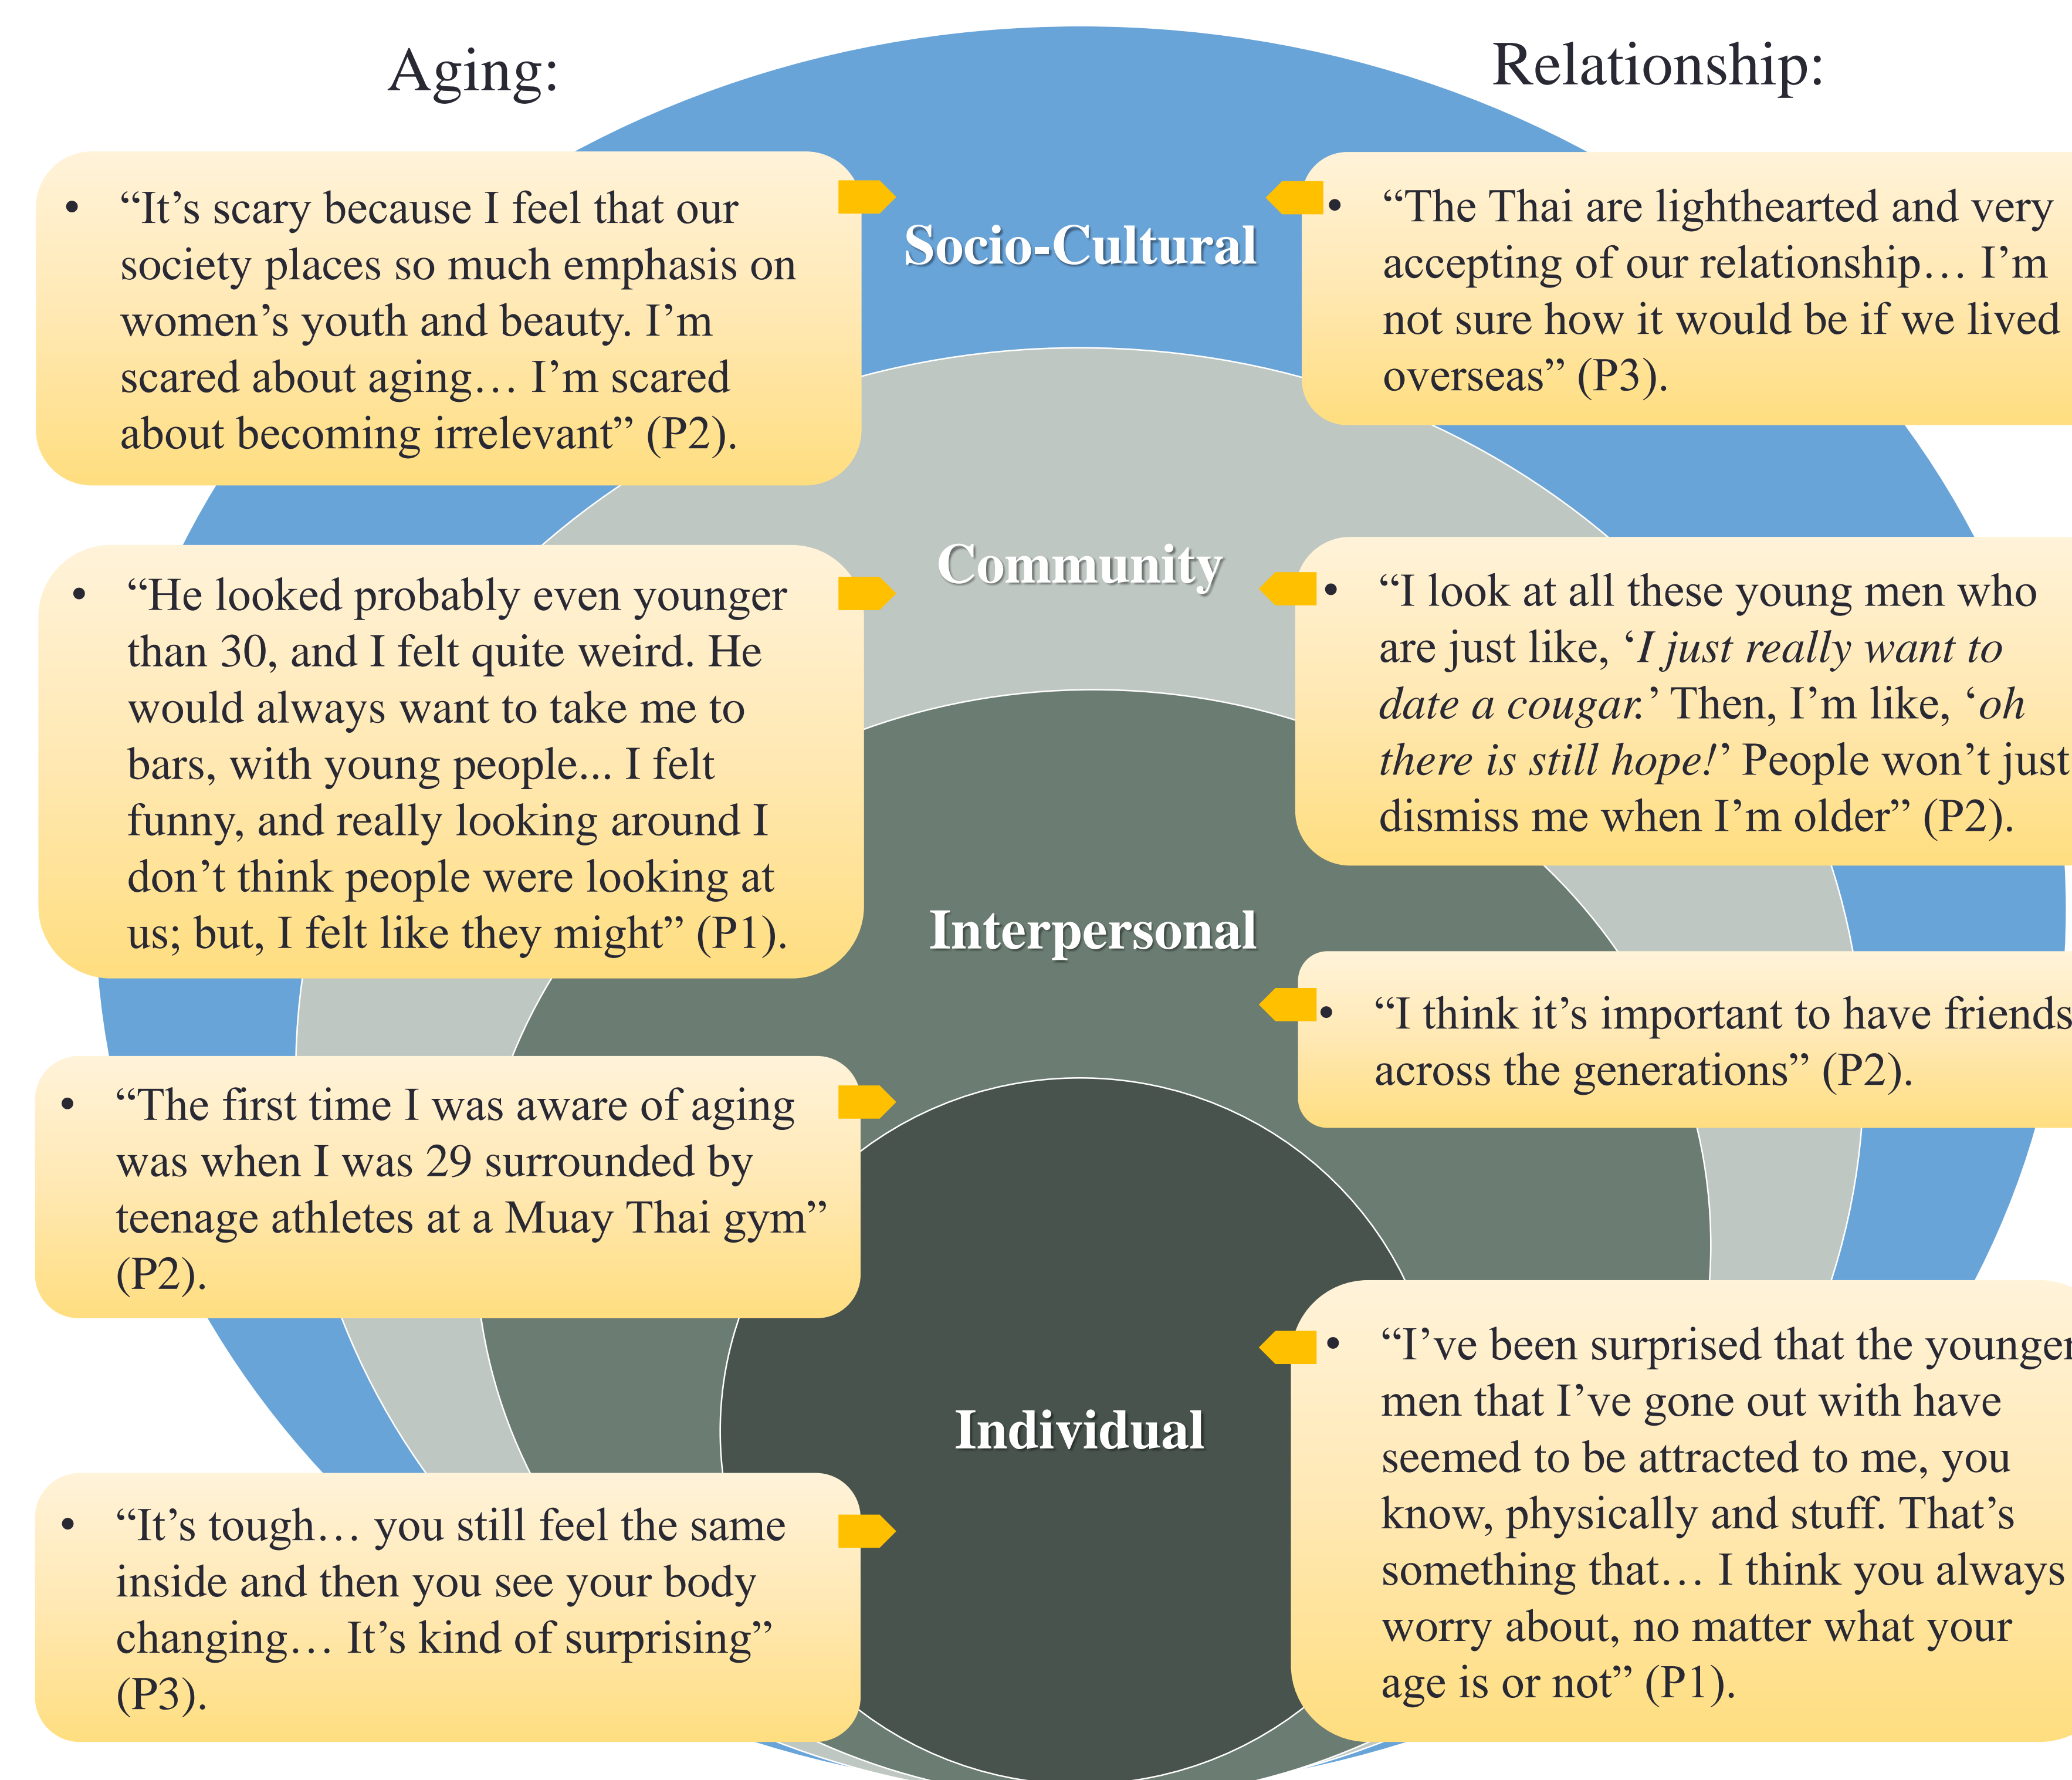 Aging:
“It’s scary because I feel that our
society places so much emphasis on
women’s youth and beauty. I’m
scared about aging… I’m scared
about becoming irrelevant” (P2).
“He looked probably even younger
than 30, and I felt quite weird. He
would always want to take me to
bars, with young people... I felt
funny, and really looking around I
don’t think people were looking at
us; but, I felt like they might” (P1).
“The first time I was aware of aging
was when I was 29 surrounded by
teenage athletes at a Muay Thai gym”
(P2).
“It’s tough… you still feel the same
inside and then you see your body
changing… It’s kind of surprising”
(P3).
Socio-Cultural
Community
Interpersonal
Individual
Relationship:
“The Thai are lighthearted and very
accepting of our relationship… I’m
not sure how it would be if we lived
overseas” (P3).
“I look at all these young men who
are just like, ‘I just really want to
date a cougar.’ Then, I’m like, ‘oh
there is still hope!’ People won’t just
dismiss me when I’m older” (P2).
“I think it’s important to have friends
across the generations” (P2).
“I’ve been surprised that the younger
men that I’ve gone out with have
seemed to be attracted to me, you
know, physically and stuff. That’s
something that… I think you always
worry about, no matter what your
age is or not” (P1).